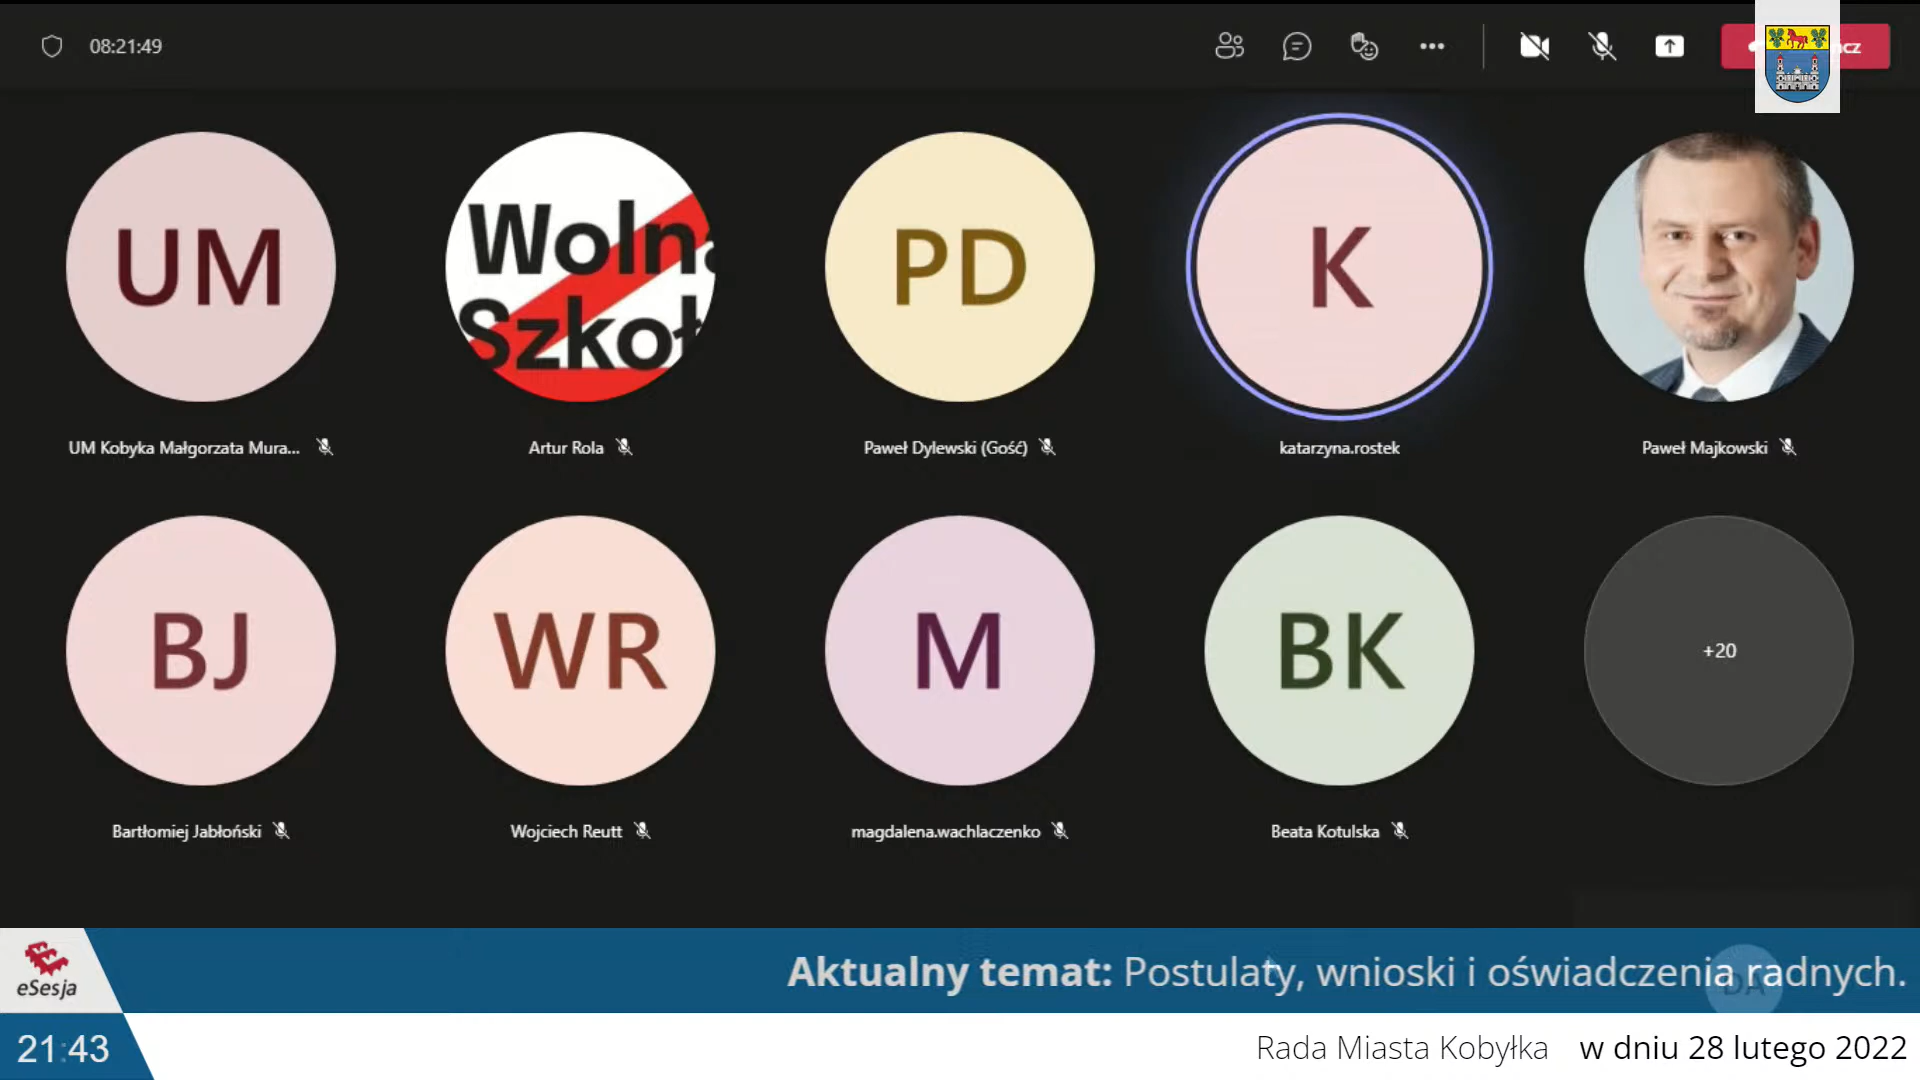 08:21:49
UM
Woln
Szkoł
PD
K
UM Kobyka Małgorzata Mura...
Artur Rola
Paweł Dylewski (Gość)
katarzyna.rostek
Paweł Majkowski
BJ
WR
M
BK
+20
Bartłomiej Jabłoński
Wojciech Reutt
magdalena.wachlaczenko
Beata Kotulska
eSesja
Aktualny temat: Postulaty, wnioski i oświadczenia radnych.
DA
21:43
Rada Miasta Kobyłka w dniu 28 lutego 2022